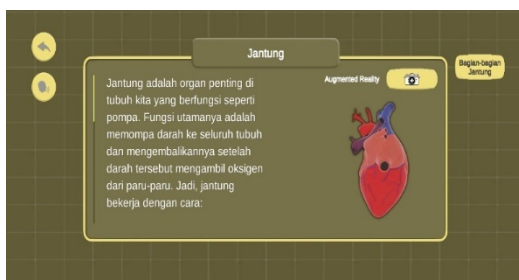 Jantung
Bagian-bagian
Jantung
Jantung adalah organ penting di
tubuh kita yang berfungsi seperti
pompa. Fungsi utamanya adalah
memompa darah ke seluruh tubuh
dan mengembalikannya setelah
darah tersebut mengambil oksigen
dari paru-paru. Jadi, jantung
bekerja dengan cara:
Augmented Reality